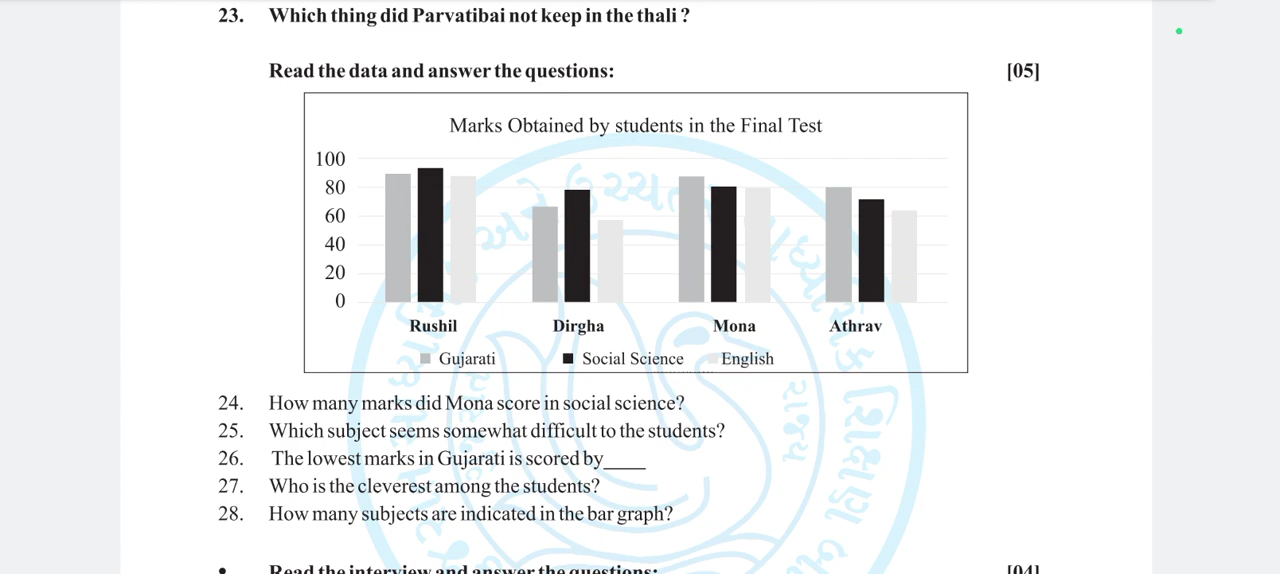 23. Which thing did Parvatibai not keep in the thali ?
Read the data and answer the questions: [05]
Marks Obtained by students in the Final Test
100
80
60
40
20
0
Rushil Dirgha Mona Athrav
Gujarati Social Science English
24. How many marks did Mona score in social science?
25. Which subject seems somewhat difficult to the students?
26. The lowest marks in Gujarati is scored by____
27. Who is the cleverest among the students?
28. How many subjects are indicated in the bar graph?
• Read the interview and answer the questions: [04]